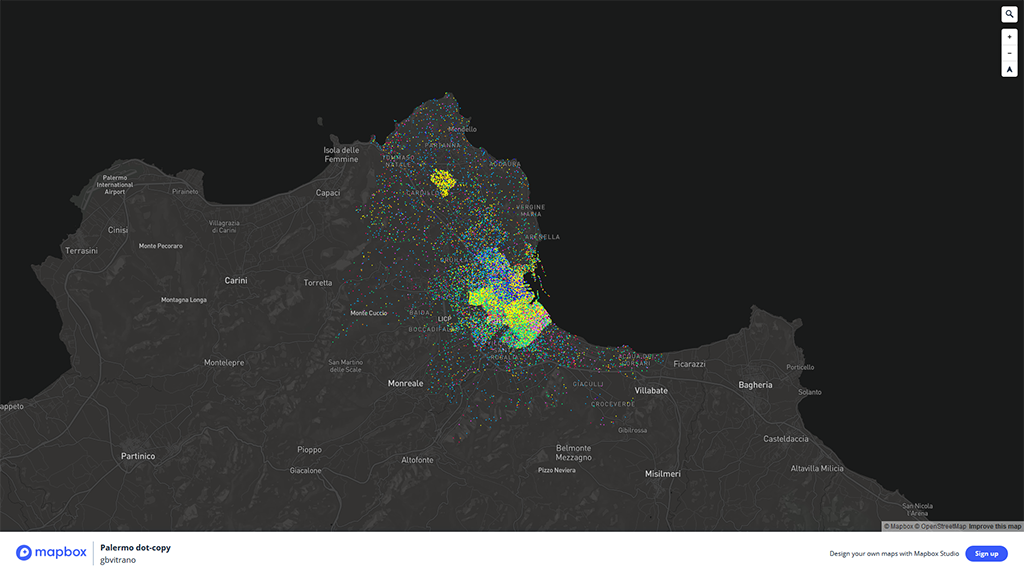 Mondello
PARTANNA
Isola delle
Femmine
TOMMASO
NATALE
ADDAURA
Palermo
International
Airport
Piraineto
Capaci
CARDILLO
VERGINE
MARIA
Villagrazia
di Carini
Cinisi
ARENELLA
Terrasini
Monte Pecoraro
Carini
Torretta
Montagna Longa
Monte Cuccio
BAIDA
LICP
BOCCADIFALCO
Montelepre
San Martino
delle Scale
Ficarazzi
Porticello
Monreale
GIACULLI
Villabate
Bagheria
Solanto
CROCEVERDE
appeto
Gibilrossa
Casteldaccia
Partinico
Pioppo
Belmonte
Mezzagno
Altofonte
Giacalone
Pizzo Neviera
Misilmeri
Altavilla Milicia
San Nicola
l'Arena
© Mapbox © OpenStreetMap Improve this map
mapbox
Palermo dot-copy
gbvitrano
Design your own maps with Mapbox Studio
Sign up